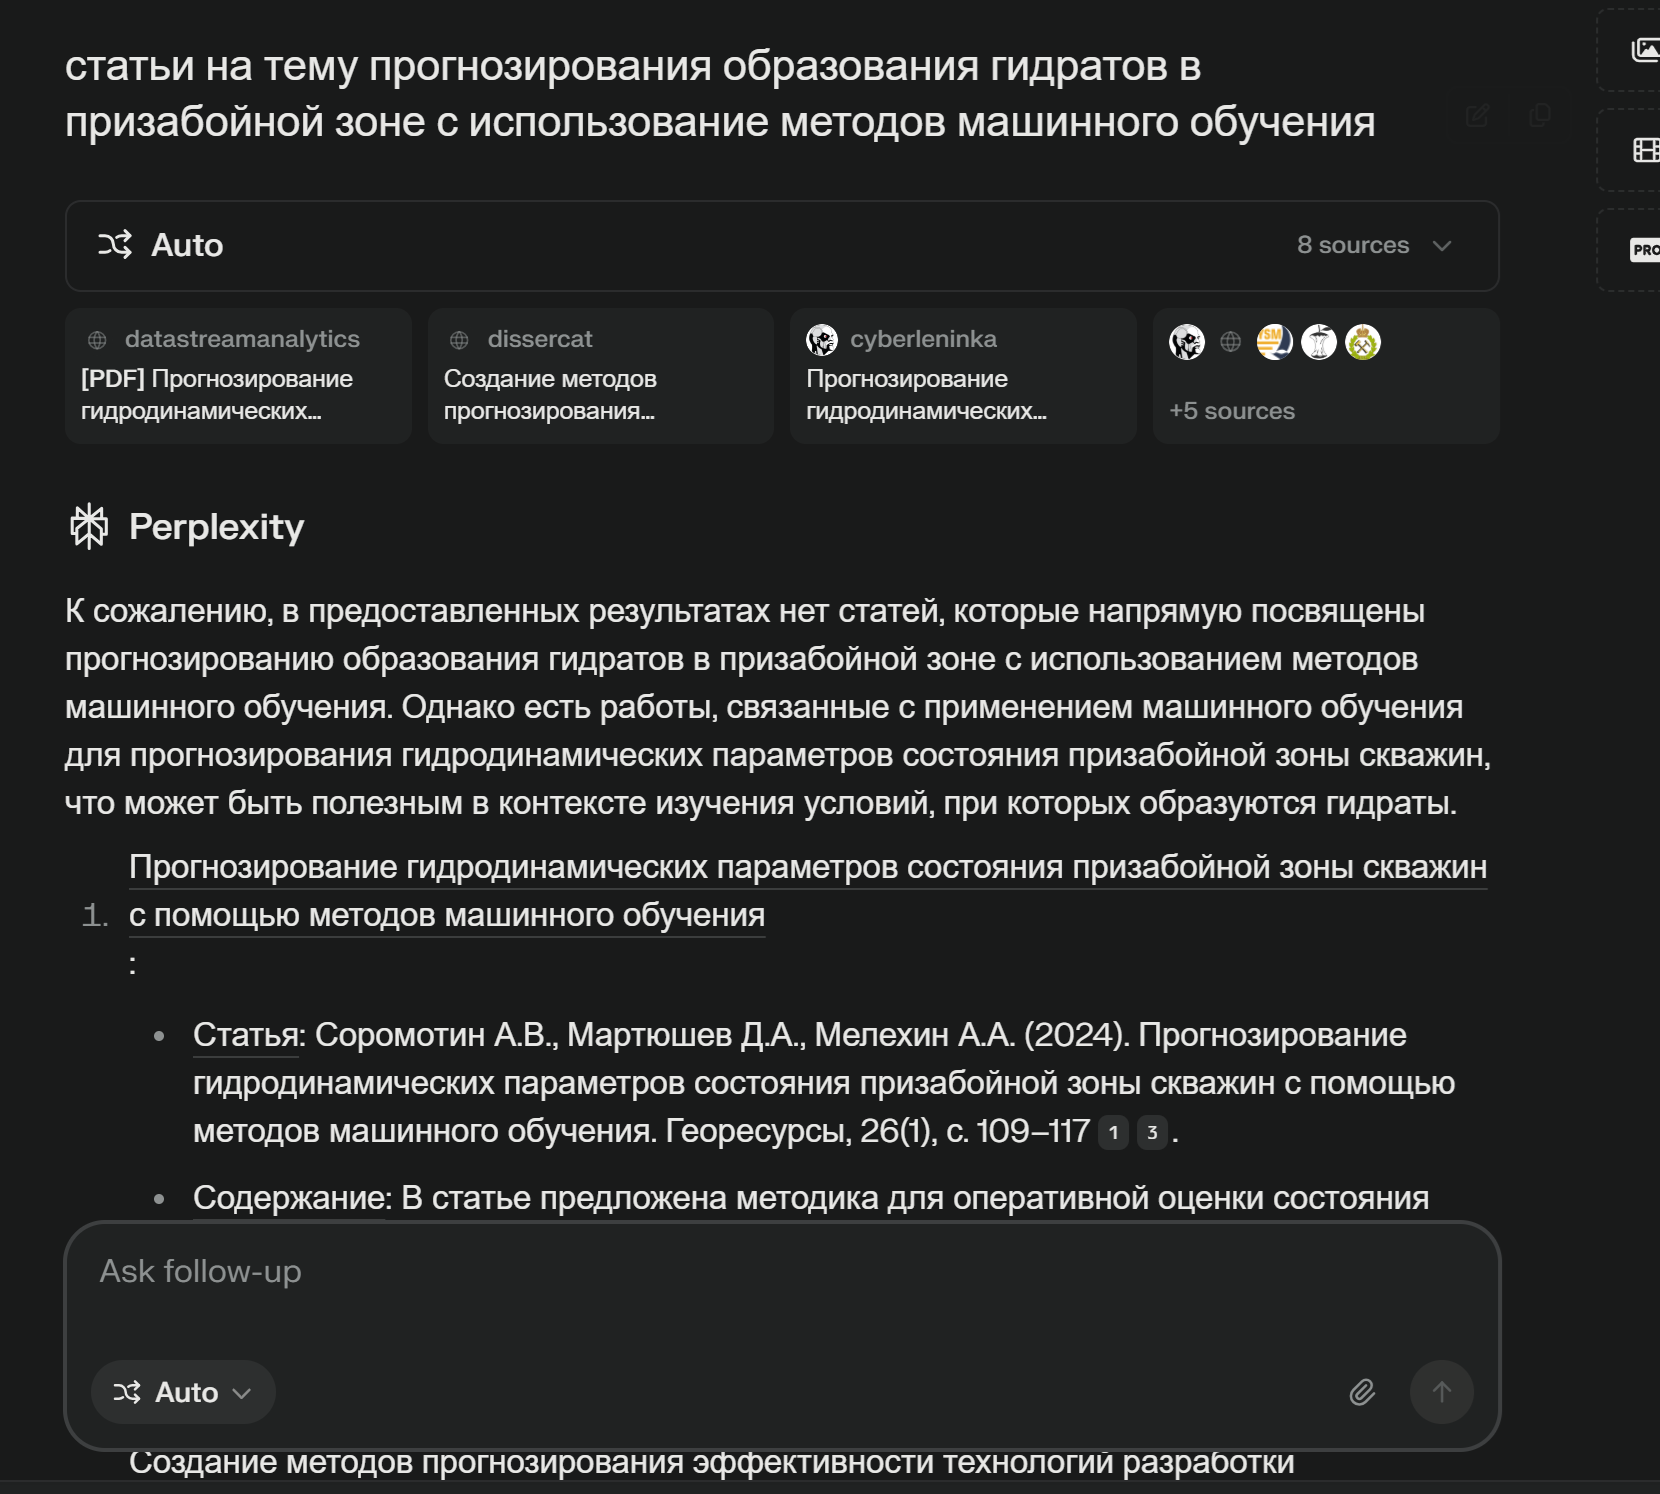 статьи на тему прогнозирования образования гидратов в
призабойной зоне с использование методов машинного обучения
Auto
8 sources
datastreamanalytics
[PDF] Прогнозирование
гидродинамических...
dissercat
Создание методов
прогнозирования...
cyberleninka
Прогнозирование
гидродинамических...
+5 sources
Perplexity
К сожалению, в предоставленных результатах нет статей, которые напрямую посвящены
прогнозированию образования гидратов в призабойной зоне с использованием методов
машинного обучения. Однако есть работы, связанные с применением машинного обучения
для прогнозирования гидродинамических параметров состояния призабойной зоны скважин,
что может быть полезным в контексте изучения условий, при которых образуются гидраты.
Прогнозирование гидродинамических параметров состояния призабойной зоны скважин
1. с помощью методов машинного обучения
:
• Статья: Соромотин А.В., Мартюшев Д.А., Мелехин А.А. (2024). Прогнозирование
гидродинамических параметров состояния призабойной зоны скважин с помощью
методов машинного обучения. Георесурсы, 26(1), с. 109–117 1 3 .
• Содержание: В статье предложена методика для оперативной оценки состояния
Ask follow-up
Auto
Создание методов прогнозирования эффективности технологий разработки
PRO